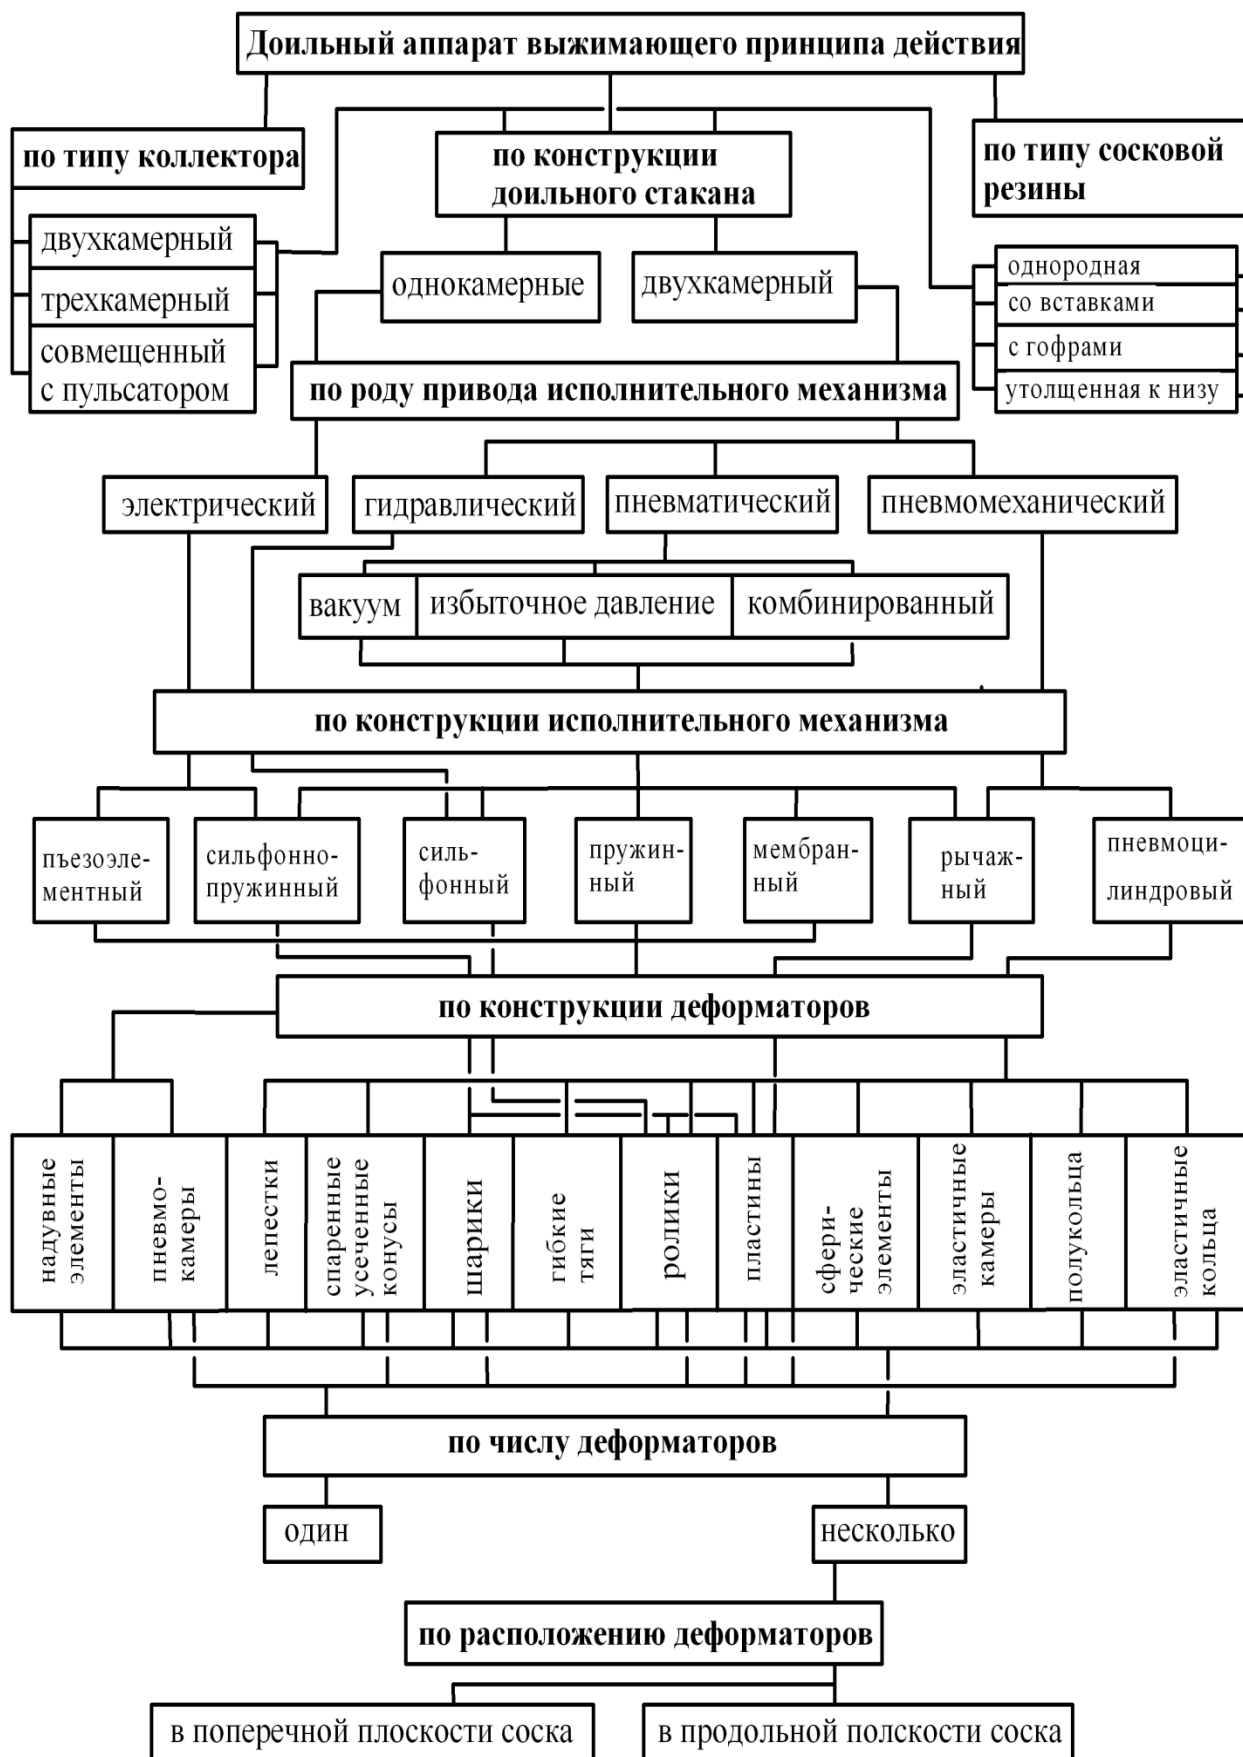 Доильный аппарат выжимающего принципа действия
по типу коллектора
по конструкции
доильного стакана
по типу сосковой
резины
двухкамерный
трехкамерный
совмещенный
с пульсатором
однокамерные
двухкамерный
однородная
со вставками
с гофрами
утолщенная к низу
по роду привода исполнительного механизма
электрический
гидравлический
пневматический
пневмомеханический
вакуум
избыточное давление
комбинированный
по конструкции исполнительного механизма
пъезоэле-
ментный
сильфонно-
пружинный
силь-
фонный
пружин-
ный
мембран-
ный
рычаж-
ный
пневмоци-
линдровый
по конструкции деформаторов
надувные
элементы
пневмо-
камеры
лепестки
спаренные
усеченные
конусы
шарики
гибкие
тяги
ролики
пластины
сфери-
ческие
элементы
эластичные
камеры
полукольца
эластичные
кольца
по числу деформаторов
один
несколько
по расположению деформаторов
в поперечной плоскости соска
в продольной полскости соска